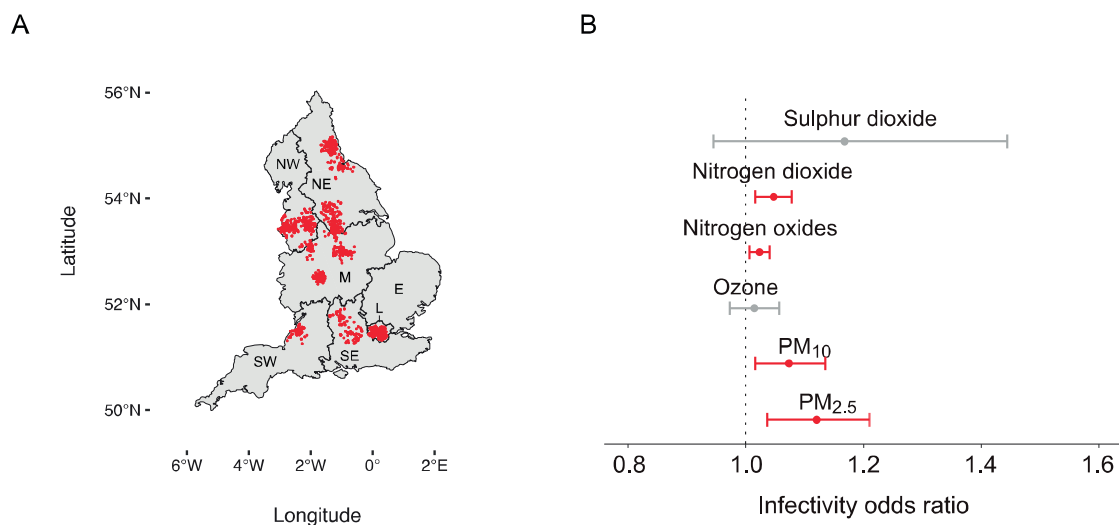 A
B
56°N
54°N
52°N
50°N
Latitude
NW
NE
M
E
L
SW
SE
6°W
4°W
2°W
0°
2°E
Longitude
Sulphur dioxide
Nitrogen dioxide
Nitrogen oxides
Ozone
PM10
PM2.5
0.8
1.0
1.2
1.4
1.6
Infectivity odds ratio